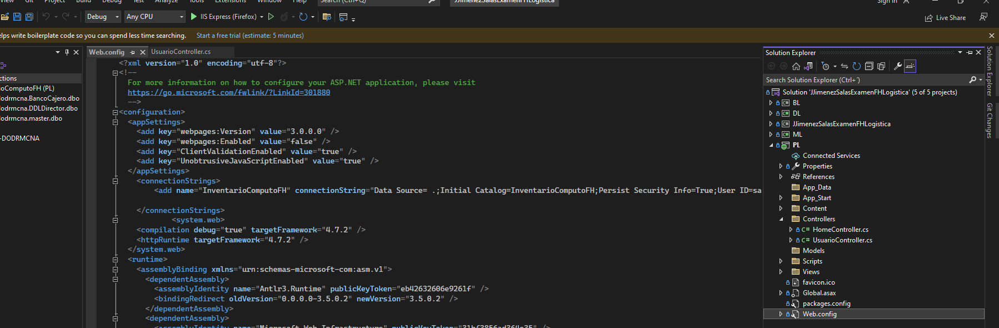 View Git Project Build Debug Test Analyze Tools Extensions Window Help Search (Ctrl+Q) JJimenezSalasExamenFHLogistica Sign in
Debug Any CPU IIS Express (Firefox) Live Share
elps write boilerplate code so you can spend less time searching. Start a free trial (estimate: 5 minutes)
ctions
ioComputoFH (PL)
lodrmcna.BancoCajero.dbo
lodrmcna.DDLDirector.dbo
lodrmcna.master.dbo
-DODRMCNA
Web.config UsuarioController.cs
<?xml version="1.0" encoding="utf-8"?>
<!--
For more information on how to configure your ASP.NET application, please visit
https://go.microsoft.com/fwlink/?LinkId=301880
-->
<configuration>
<appSettings>
<add key="webpages:Version" value="3.0.0.0" />
<add key="webpages:Enabled" value="false" />
<add key="ClientValidationEnabled" value="true" />
<add key="UnobtrusiveJavaScriptEnabled" value="true" />
</appSettings>
<connectionStrings>
<add name="InventarioComputoFH" connectionString="Data Source= .;Initial Catalog=InventarioComputoFH;Persist Security Info=True;User ID=sa
</connectionStrings>
<system.web>
<compilation debug="true" targetFramework="4.7.2" />
<httpRuntime targetFramework="4.7.2" />
</system.web>
<runtime>
<assemblyBinding xmlns="urn:schemas-microsoft-com:asm.v1">
<dependentAssembly>
<assemblyIdentity name="Antlr3.Runtime" publicKeyToken="eb42632606e9261f" />
<bindingRedirect oldVersion="0.0.0.0-3.5.0.2" newVersion="3.5.0.2" />
</dependentAssembly>
<dependentAssembly>
<assemblyIdentity name="Microsoft.Web.Infrastructure" publicKeyToken="31bf3856ad364e35" />
Solution Explorer
Search Solution Explorer (Ctrl+´)
Solution 'JJimenezSalasExamenFHLogistica' (5 of 5 projects)
C# BL
C# DL
C# JJimenezSalasExamenFHLogistica
C# ML
PL
Connected Services
Properties
References
App_Data
App_Start
Content
Controllers
C# HomeController.cs
C# UsuarioController.cs
Models
Scripts
Views
favicon.ico
Global.asax
packages.config
Web.config
Solution Explorer
Git Changes